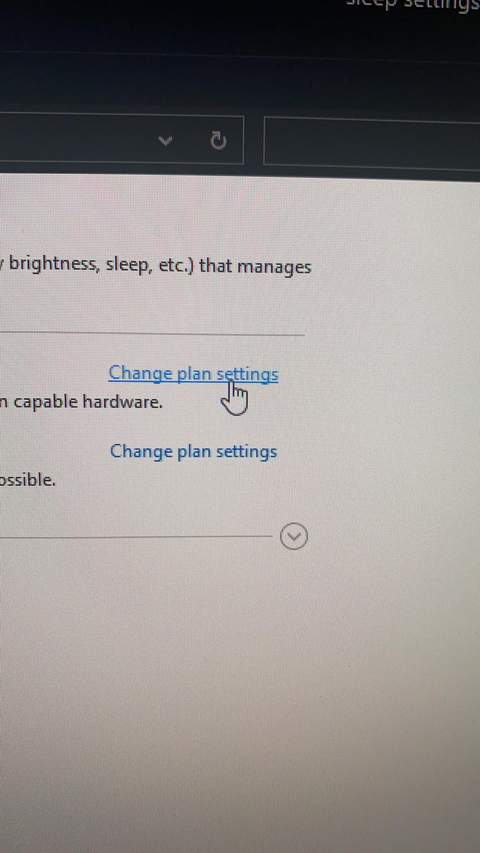 sleep settings
brightness, sleep, etc.) that manages
Change plan settings
n capable hardware.
Change plan settings
ossible.